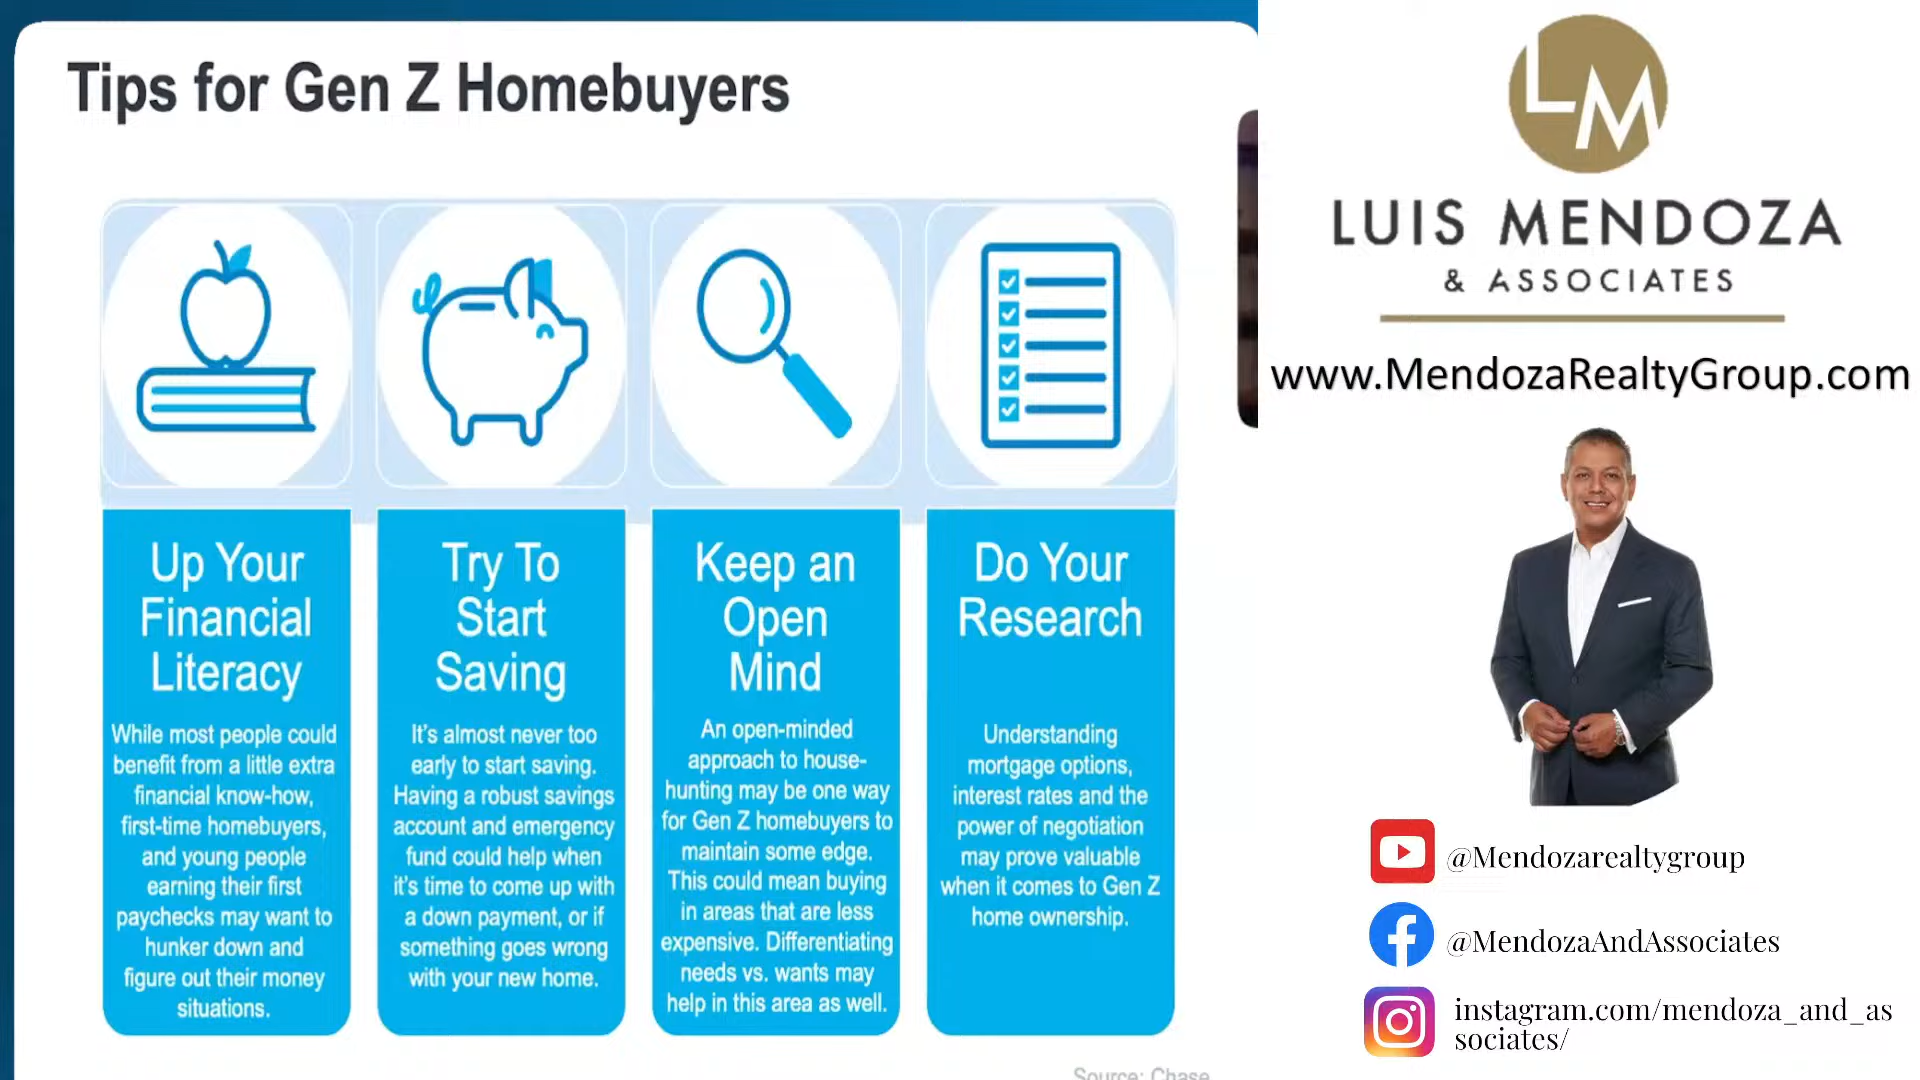 Tips for Gen Z Homebuyers
Up Your
Financial
Literacy
While most people could
benefit from a little extra
financial know-how,
first-time homebuyers,
and young people
earning their first
paychecks may want to
hunker down and
figure out their money
situations.
Try To
Start
Saving
It's almost never too
early to start saving.
Having a robust savings
account and emergency
fund could help when
it's time to come up with
a down payment, or if
something goes wrong
with your new home.
Keep an
Open
Mind
An open-minded
approach to house-
hunting may be one way
for Gen Z homebuyers to
maintain some edge.
This could mean buying
in areas that are less
expensive. Differentiating
needs vs. wants may
help in this area as well.
Do Your
Research
Understanding
mortgage options,
interest rates and the
power of negotiation
may prove valuable
when it comes to Gen Z
home ownership.
Source: Chase
LM
LUIS MENDOZA
& ASSOCIATES
www.MendozaRealtyGroup.com
@Mendozarealtygroup
@MendozaAndAssociates
instagram.com/mendoza_and_as
sociates/